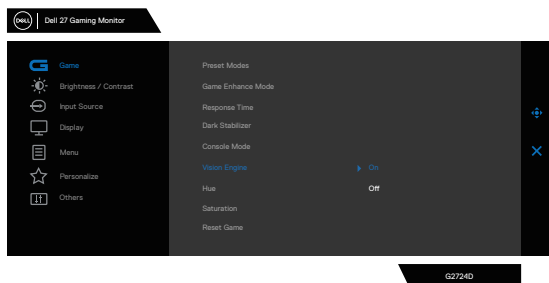 DELL
Dell 27 Gaming Monitor
Game
Brightness / Contrast
Input Source
Display
Menu
Personalize
Others
Preset Modes
Game Enhance Mode
Response Time
Dark Stabilizer
Console Mode
Vision Engine
On
Hue
Off
Saturation
Reset Game
G2724D